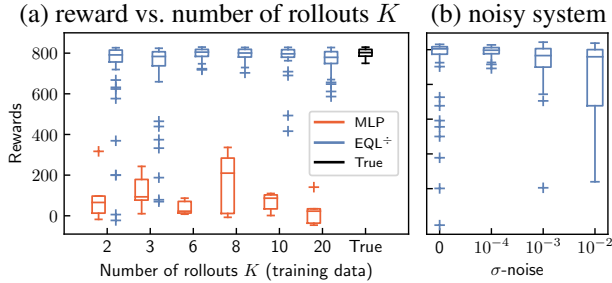 (a) reward vs. number of rollouts K
(b) noisy system
800
600
400
200
0
Rewards
MLP
EQL÷
True
2 3 6 8 10 20 True
Number of rollouts K (training data)
0 10⁻⁴ 10⁻³ 10⁻²
σ-noise